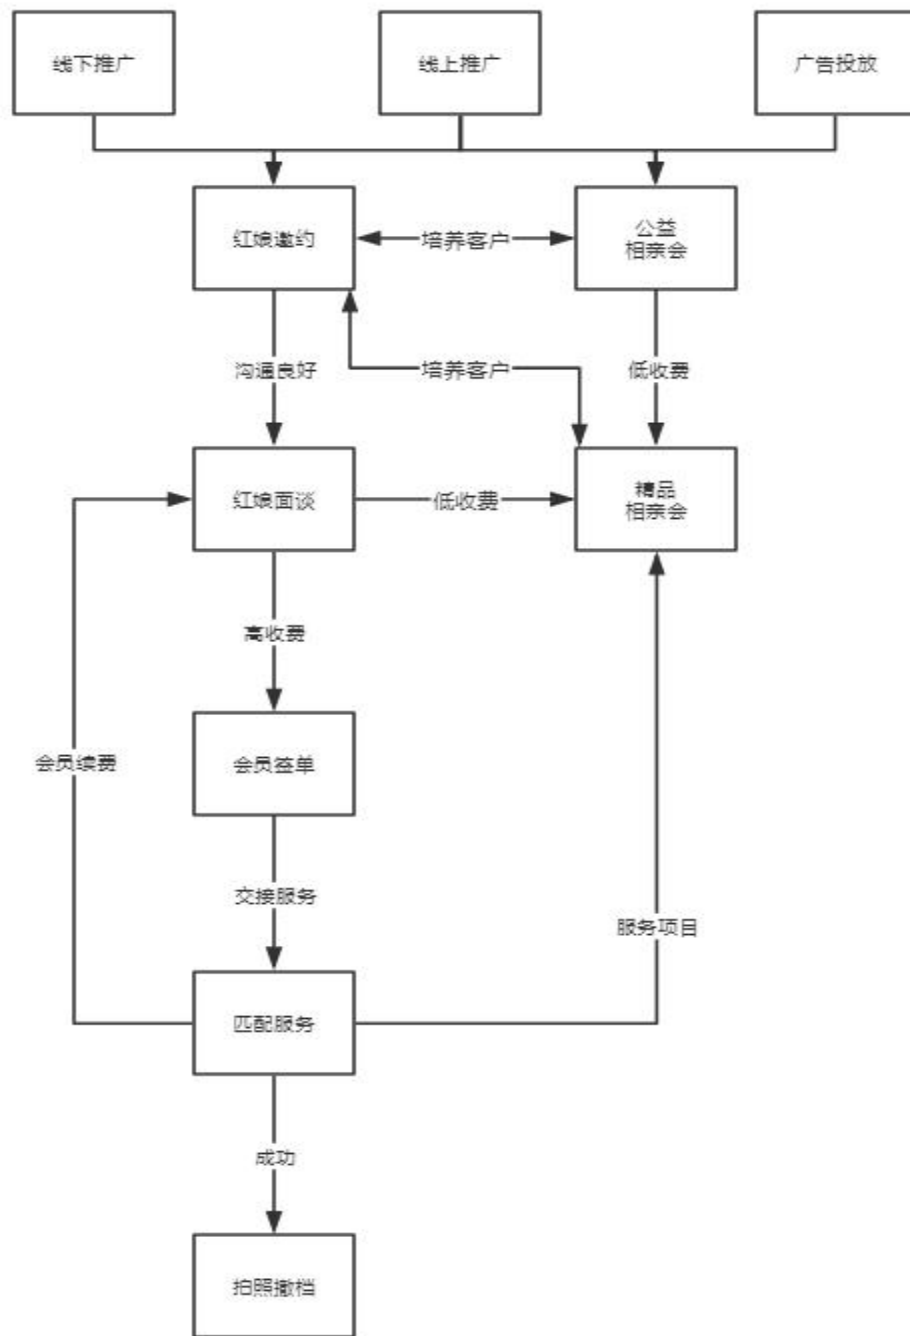 线下推广
线上推广
广告投放
红娘邀约
培养客户
公益
相亲会
沟通良好
培养客户
低收费
红娘面谈
低收费
精品
相亲会
高收费
会员续费
会员签单
交接服务
服务项目
匹配服务
成功
拍照撤档